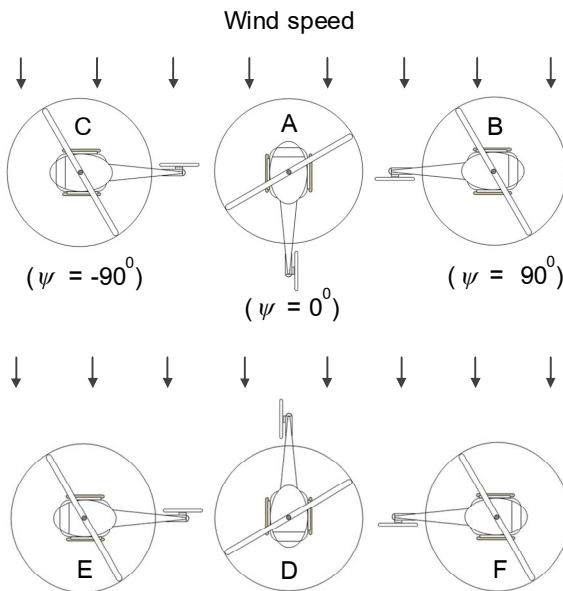 Wind speed
C A B
(ψ = -90⁰) (ψ = 0⁰) (ψ = 90⁰)
E D F